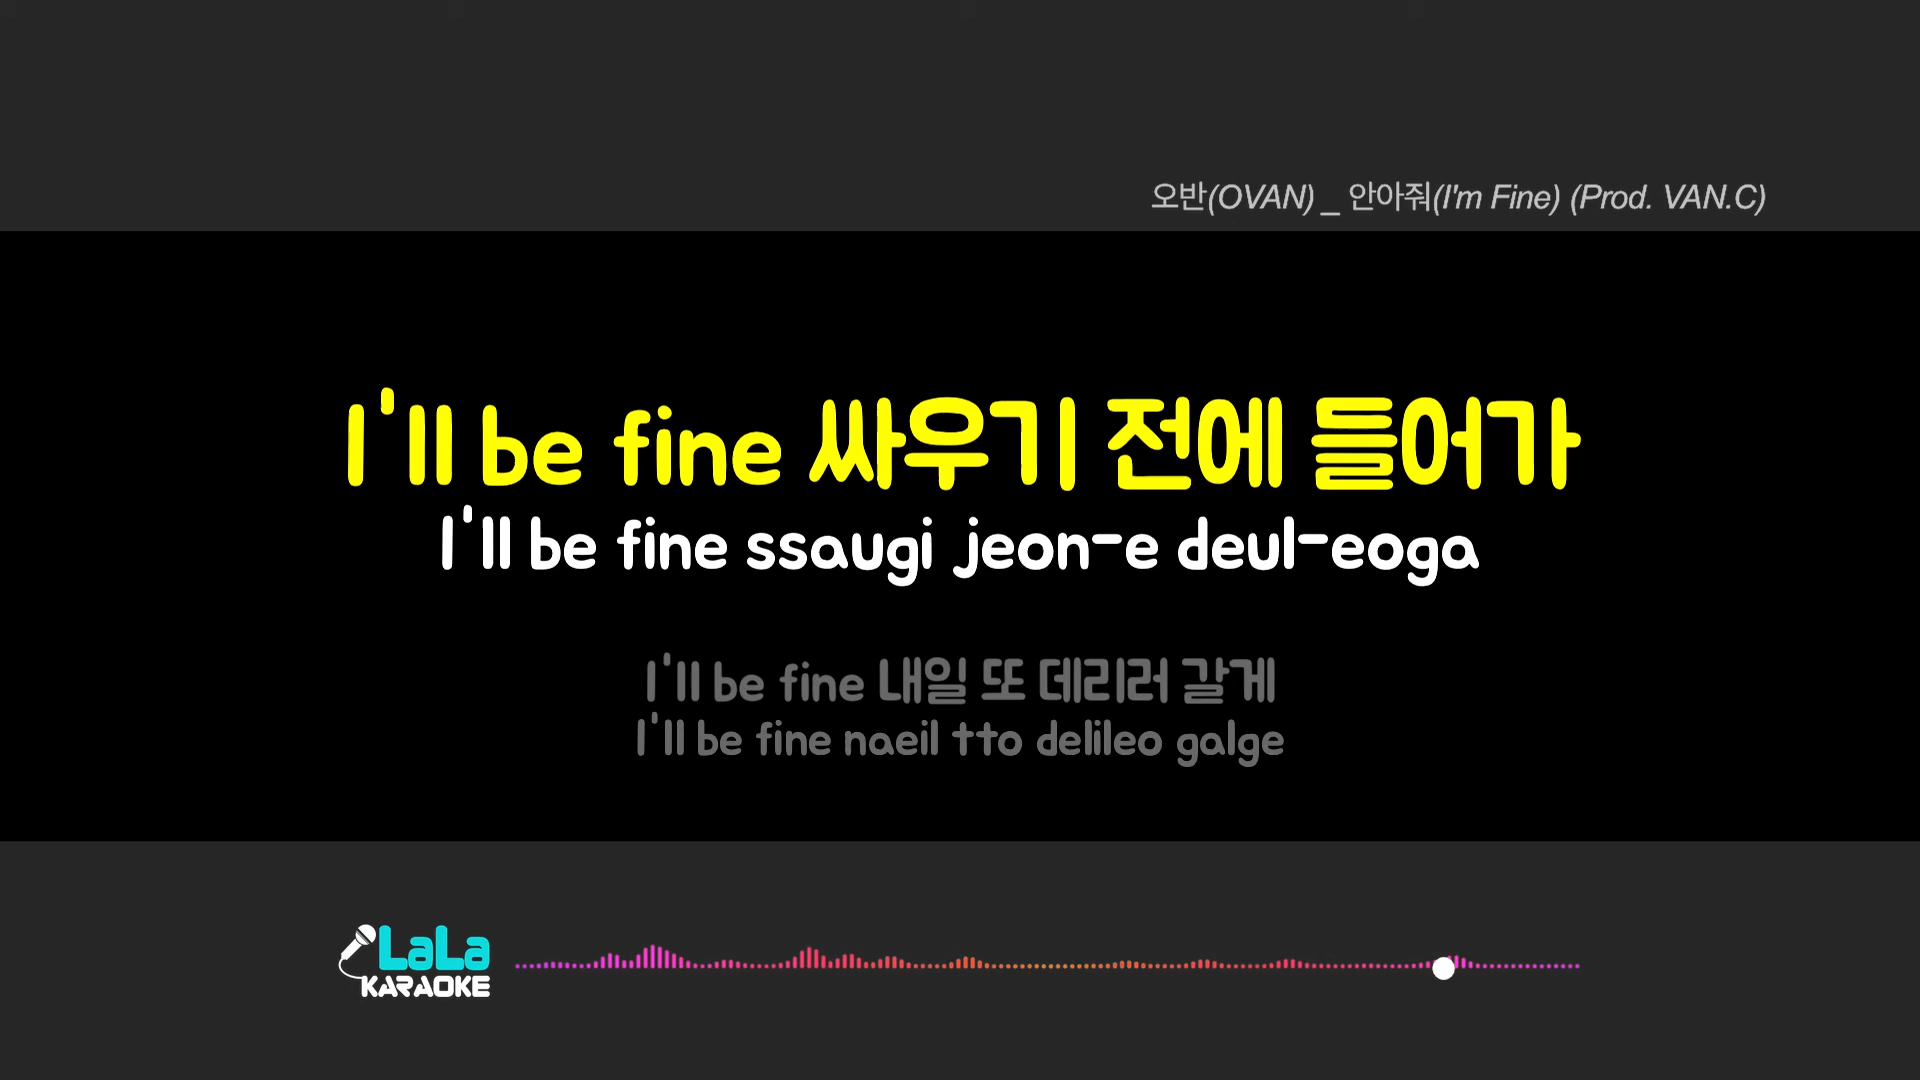 오반(OVAN) _ 안아줘(I'm Fine) (Prod. VAN.C)
I'll be fine 싸우기 전에 들어가
I'll be fine ssaugi jeon-e deul-eoga
I'll be fine 내일 또 데리러 갈게
I'll be fine naeil tto delileo galge
LaLa
KARAOKE